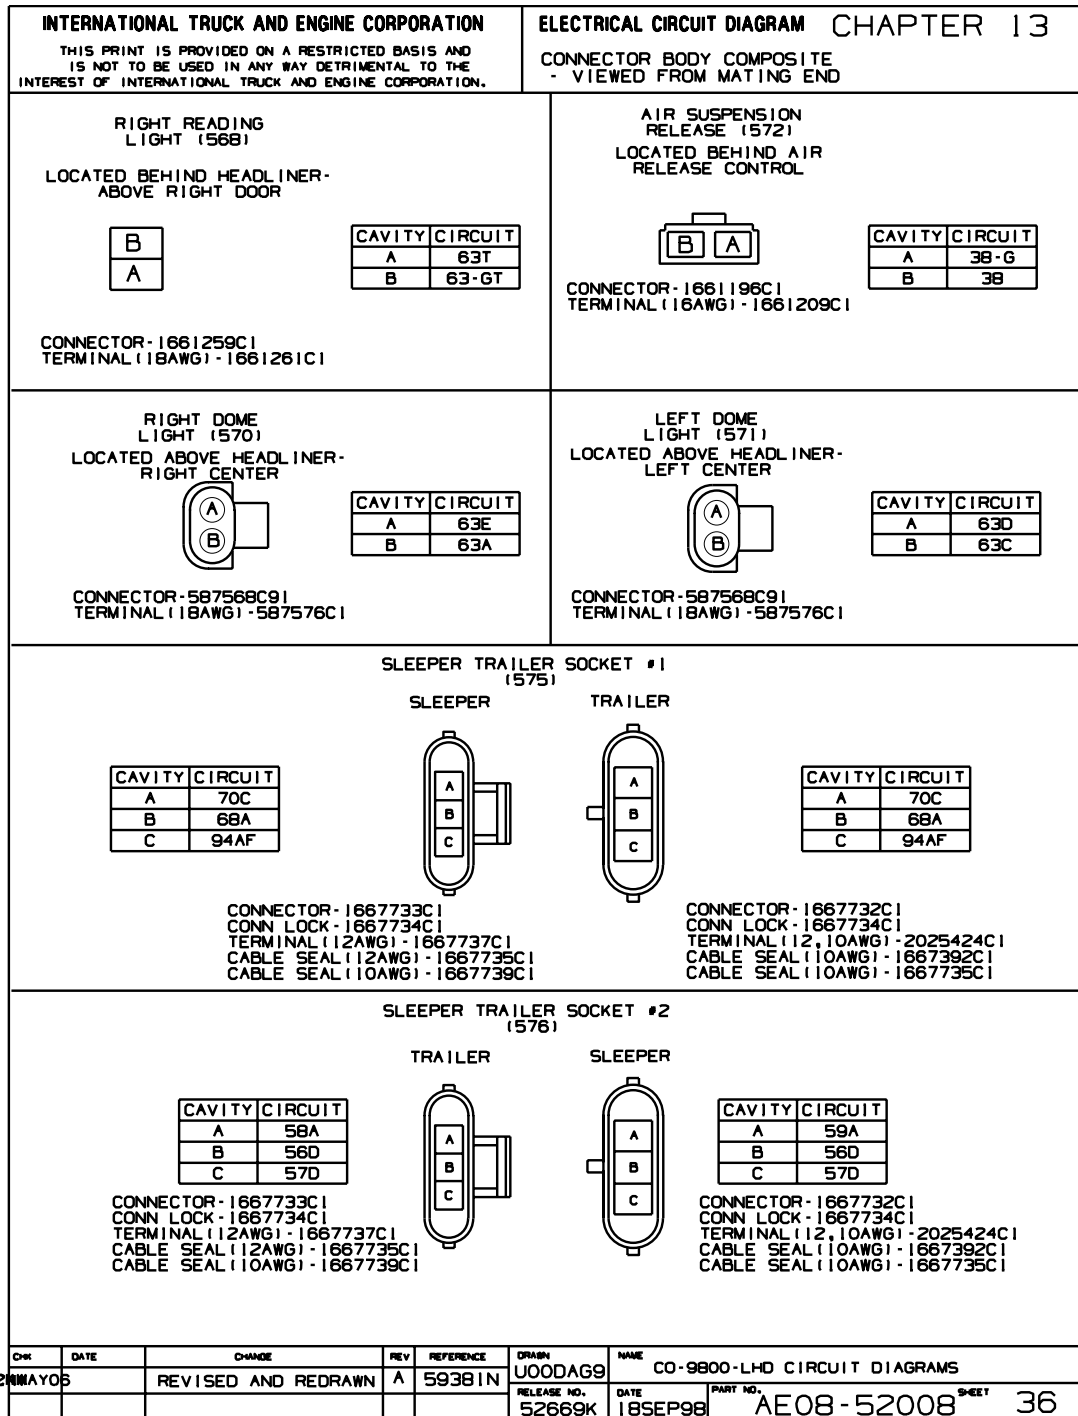 INTERNATIONAL TRUCK AND ENGINE CORPORATION
THIS PRINT IS PROVIDED ON A RESTRICTED BASIS AND
IS NOT TO BE USED IN ANY WAY DETRIMENTAL TO THE
INTEREST OF INTERNATIONAL TRUCK AND ENGINE CORPORATION.
ELECTRICAL CIRCUIT DIAGRAM CHAPTER 13
CONNECTOR BODY COMPOSITE
- VIEWED FROM MATING END
RIGHT READING
LIGHT (568)
LOCATED BEHIND HEADLINER-
ABOVE RIGHT DOOR
B
A
CAVITY CIRCUIT
A 63T
B 63-GT
CONNECTOR-1661259C1
TERMINAL(18AWG)-1661261C1
AIR SUSPENSION
RELEASE (572)
LOCATED BEHIND AIR
RELEASE CONTROL
B A
CAVITY CIRCUIT
A 38-G
B 38
CONNECTOR-1661196C1
TERMINAL(16AWG)-1661209C1
RIGHT DOME
LIGHT (570)
LOCATED ABOVE HEADLINER-
RIGHT CENTER
A
B
CAVITY CIRCUIT
A 63E
B 63A
CONNECTOR-587568C91
TERMINAL(18AWG)-587576C1
LEFT DOME
LIGHT (571)
LOCATED ABOVE HEADLINER-
LEFT CENTER
A
B
CAVITY CIRCUIT
A 63D
B 63C
CONNECTOR-587568C91
TERMINAL(18AWG)-587576C1
SLEEPER TRAILER SOCKET #1
(575)
SLEEPER
TRAILER
CAVITY CIRCUIT
A 70C
B 68A
C 94AF
A
B
C
A
B
C
CAVITY CIRCUIT
A 70C
B 68A
C 94AF
CONNECTOR-1667733C1
CONN LOCK-1667734C1
TERMINAL(12AWG)-1667737C1
CABLE SEAL(12AWG)-1667735C1
CABLE SEAL(10AWG)-1667739C1
CONNECTOR-1667732C1
CONN LOCK-1667734C1
TERMINAL(12,10AWG)-2025424C1
CABLE SEAL(10AWG)-1667392C1
CABLE SEAL(10AWG)-1667735C1
SLEEPER TRAILER SOCKET #2
(576)
TRAILER
SLEEPER
CAVITY CIRCUIT
A 58A
B 56D
C 57D
A
B
C
A
B
C
CAVITY CIRCUIT
A 59A
B 56D
C 57D
CONNECTOR-1667733C1
CONN LOCK-1667734C1
TERMINAL(12AWG)-1667737C1
CABLE SEAL(12AWG)-1667735C1
CABLE SEAL(10AWG)-1667739C1
CONNECTOR-1667732C1
CONN LOCK-1667734C1
TERMINAL(12,10AWG)-2025424C1
CABLE SEAL(10AWG)-1667392C1
CABLE SEAL(10AWG)-1667735C1
CHK DATE CHANGE REV REFERENCE
REVISED AND REDRAWN A 59381N
DRAWN
U00DAG9
NAME
CO-9800-LHD CIRCUIT DIAGRAMS
RELEASE NO.
52669K
DATE
18SEP98
PART NO.
AE08-52008
SHEET
36